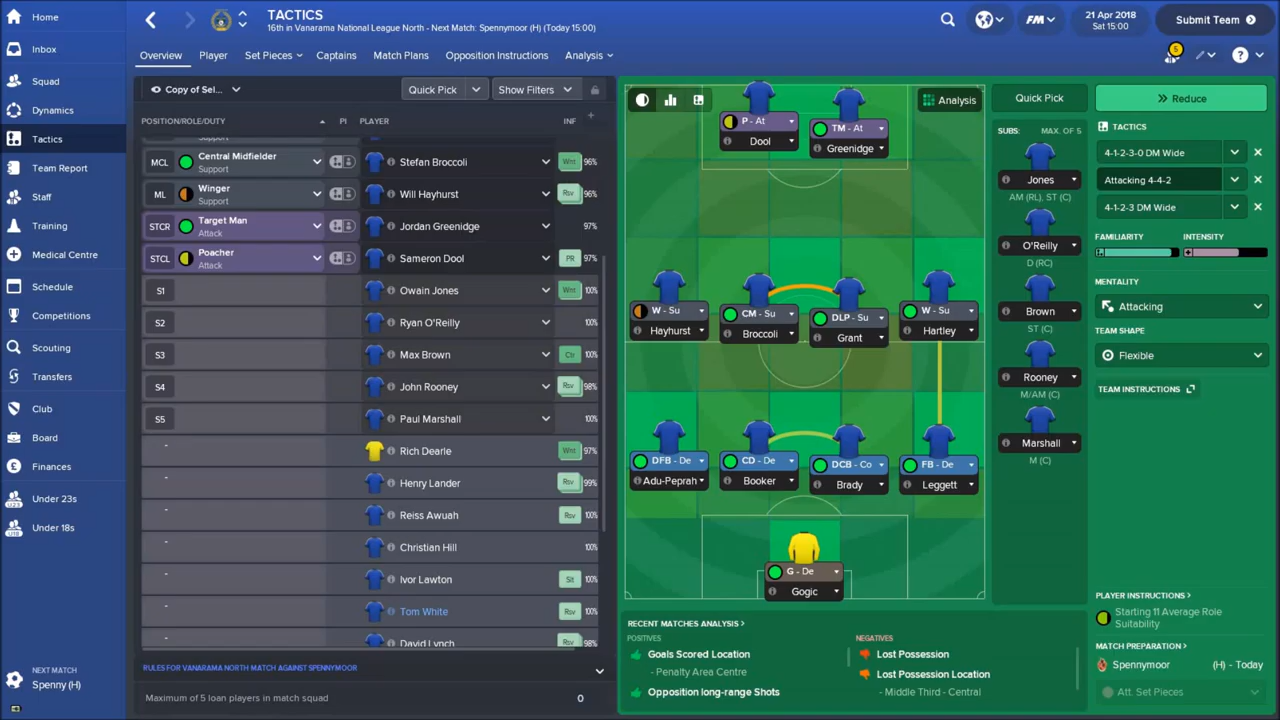 Home
Inbox
Squad
Dynamics
Tactics
Team Report
Staff
Training
Medical Centre
Schedule
Competitions
Scouting
Transfers
Club
Board
Finances
Under 23s
Under 18s
NEXT MATCH
Spenny (H)
TACTICS
16th in Vanarama National League North - Next Match: Spennymoor (H) (Today 15:00)
FM
21 Apr 2018
Sat 15:00
Submit Team
Overview
Player
Set Pieces
Captains
Match Plans
Opposition Instructions
Analysis
5
?
Copy of Sel...
Quick Pick
Show Filters
POSITION/ROLE/DUTY
PI
PLAYER
INF
Support
MCL
Central Midfielder
Support
Stefan Broccoli
Wnt
96%
ML
Winger
Support
Will Hayhurst
Rsv
96%
STCR
Target Man
Attack
Jordan Greenidge
97%
STCL
Poacher
Attack
Sameron Dool
PR
97%
S1
Owain Jones
Wnt
100%
S2
Ryan O'Reilly
100%
S3
Max Brown
Ctr
100%
S4
John Rooney
Rsv
98%
S5
Paul Marshall
100%
-
Rich Dearle
Wnt
97%
-
Henry Lander
Rsv
99%
-
Reiss Awuah
Rsv
100%
-
Christian Hill
100%
-
Ivor Lawton
Slt
100%
-
Tom White
Rsv
100%
-
David Lynch
Rsv
98%
RULES FOR VANARAMA NORTH MATCH AGAINST SPENNYMOOR
Maximum of 5 loan players in match squad
0
Analysis
P - At
Dool
TM - At
Greenidge
W - Su
Hayhurst
CM - Su
Broccoli
DLP - Su
Grant
W - Su
Hartley
DFB - De
Adu-Peprah
CD - De
Booker
DCB - Co
Brady
FB - De
Leggett
G - De
Gogic
RECENT MATCHES ANALYSIS >
POSITIVES
Goals Scored Location
- Penalty Area Centre
Opposition long-range Shots
NEGATIVES
Lost Possession
Lost Possession Location
- Middle Third - Central
Quick Pick
SUBS:
MAX. OF 5
Jones
AM (RL), ST (C)
O'Reilly
D (RC)
Brown
ST (C)
Rooney
M/AM (C)
Marshall
M (C)
Reduce
TACTICS
4-1-2-3-0 DM Wide
Attacking 4-4-2
4-1-2-3 DM Wide
FAMILIARITY
INTENSITY
MENTALITY
Attacking
TEAM SHAPE
Flexible
TEAM INSTRUCTIONS
PLAYER INSTRUCTIONS >
Starting 11 Average Role
Suitability
MATCH PREPARATION >
Spennymoor
(H) - Today
Att. Set Pieces